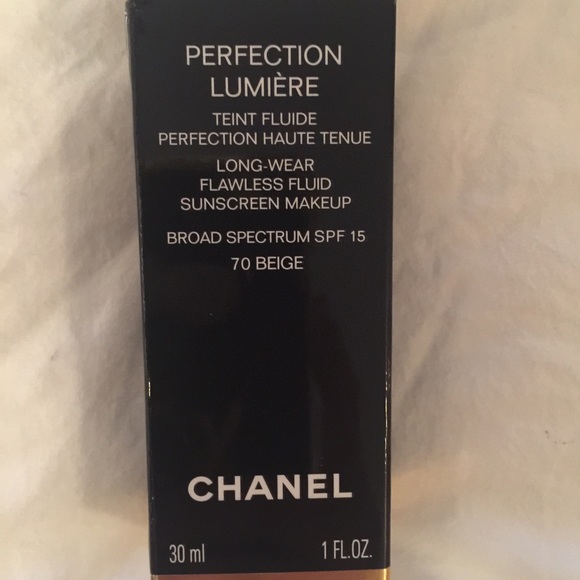 PERFECTION
LUMIÈRE
TEINT FLUIDE
PERFECTION HAUTE TENUE
LONG-WEAR
FLAWLESS FLUID
SUNSCREEN MAKEUP
BROAD SPECTRUM SPF 15
70 BEIGE
CHANEL
30 ml 1 FL.OZ.